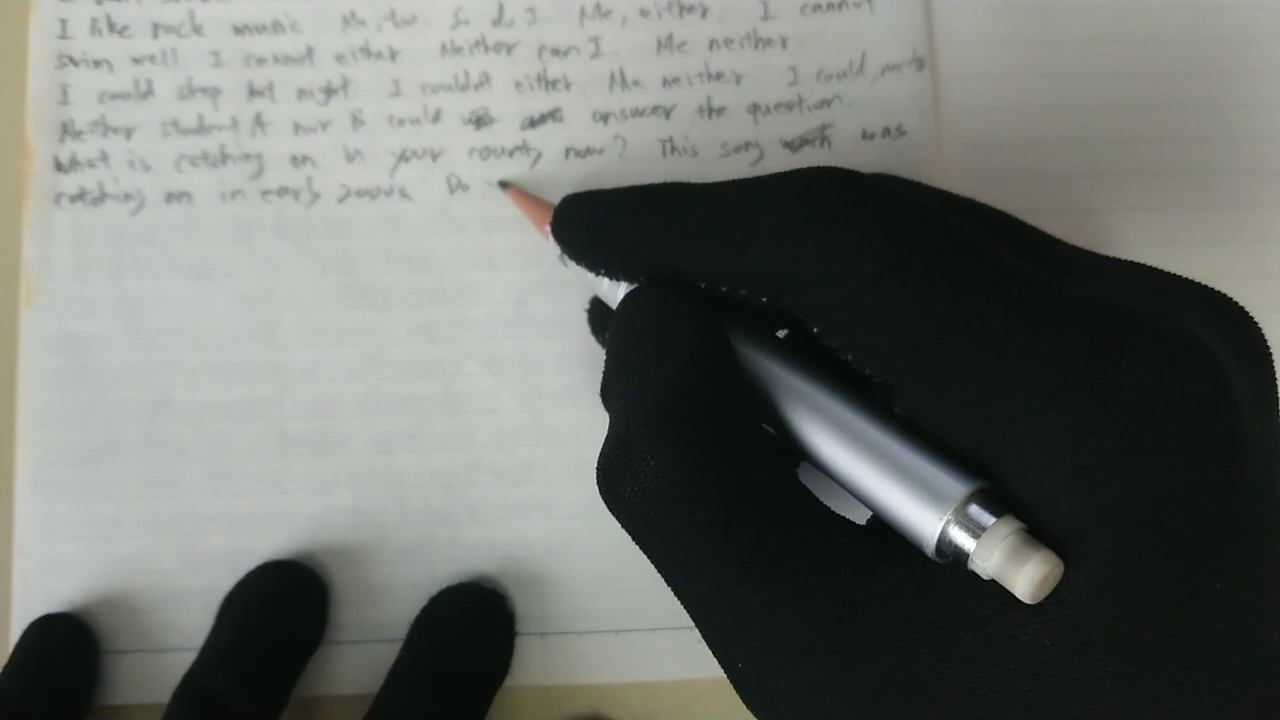 I like rock music Me, too So do I. Me, either. I cannot
swim well I cannot either Neither can I. Me neither
I could sleep last night I couldn't either Me neither I could
Neither student A nor B could answer the question.
What is catching on in your country now? This song was
catching on in early 2000s Do